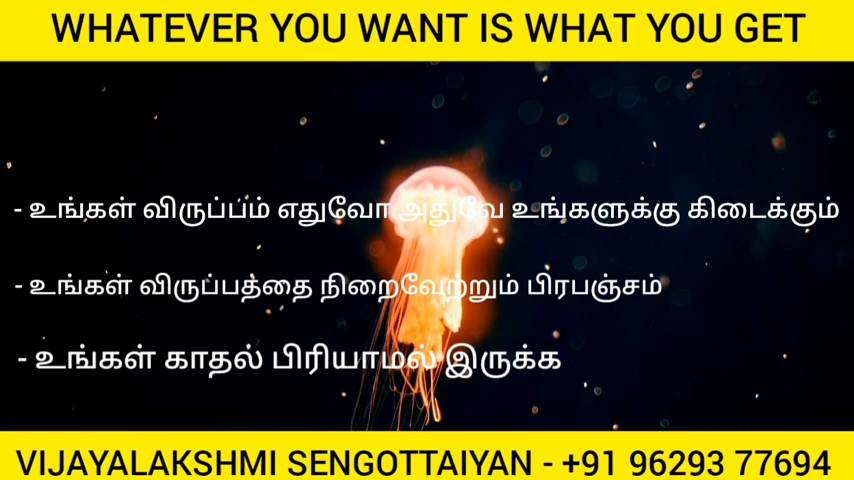 WHATEVER YOU WANT IS WHAT YOU GET
- உங்கள் விருப்பம் எதுவோ அதுவே உங்களுக்கு கிடைக்கும்
- உங்கள் விருப்பத்தை நிறைவேற்றும் பிரபஞ்சம்
- உங்கள் காதல் பிரியாமல் இருக்க
VIJAYALAKSHMI SENGOTTAIYAN - +91 96293 77694